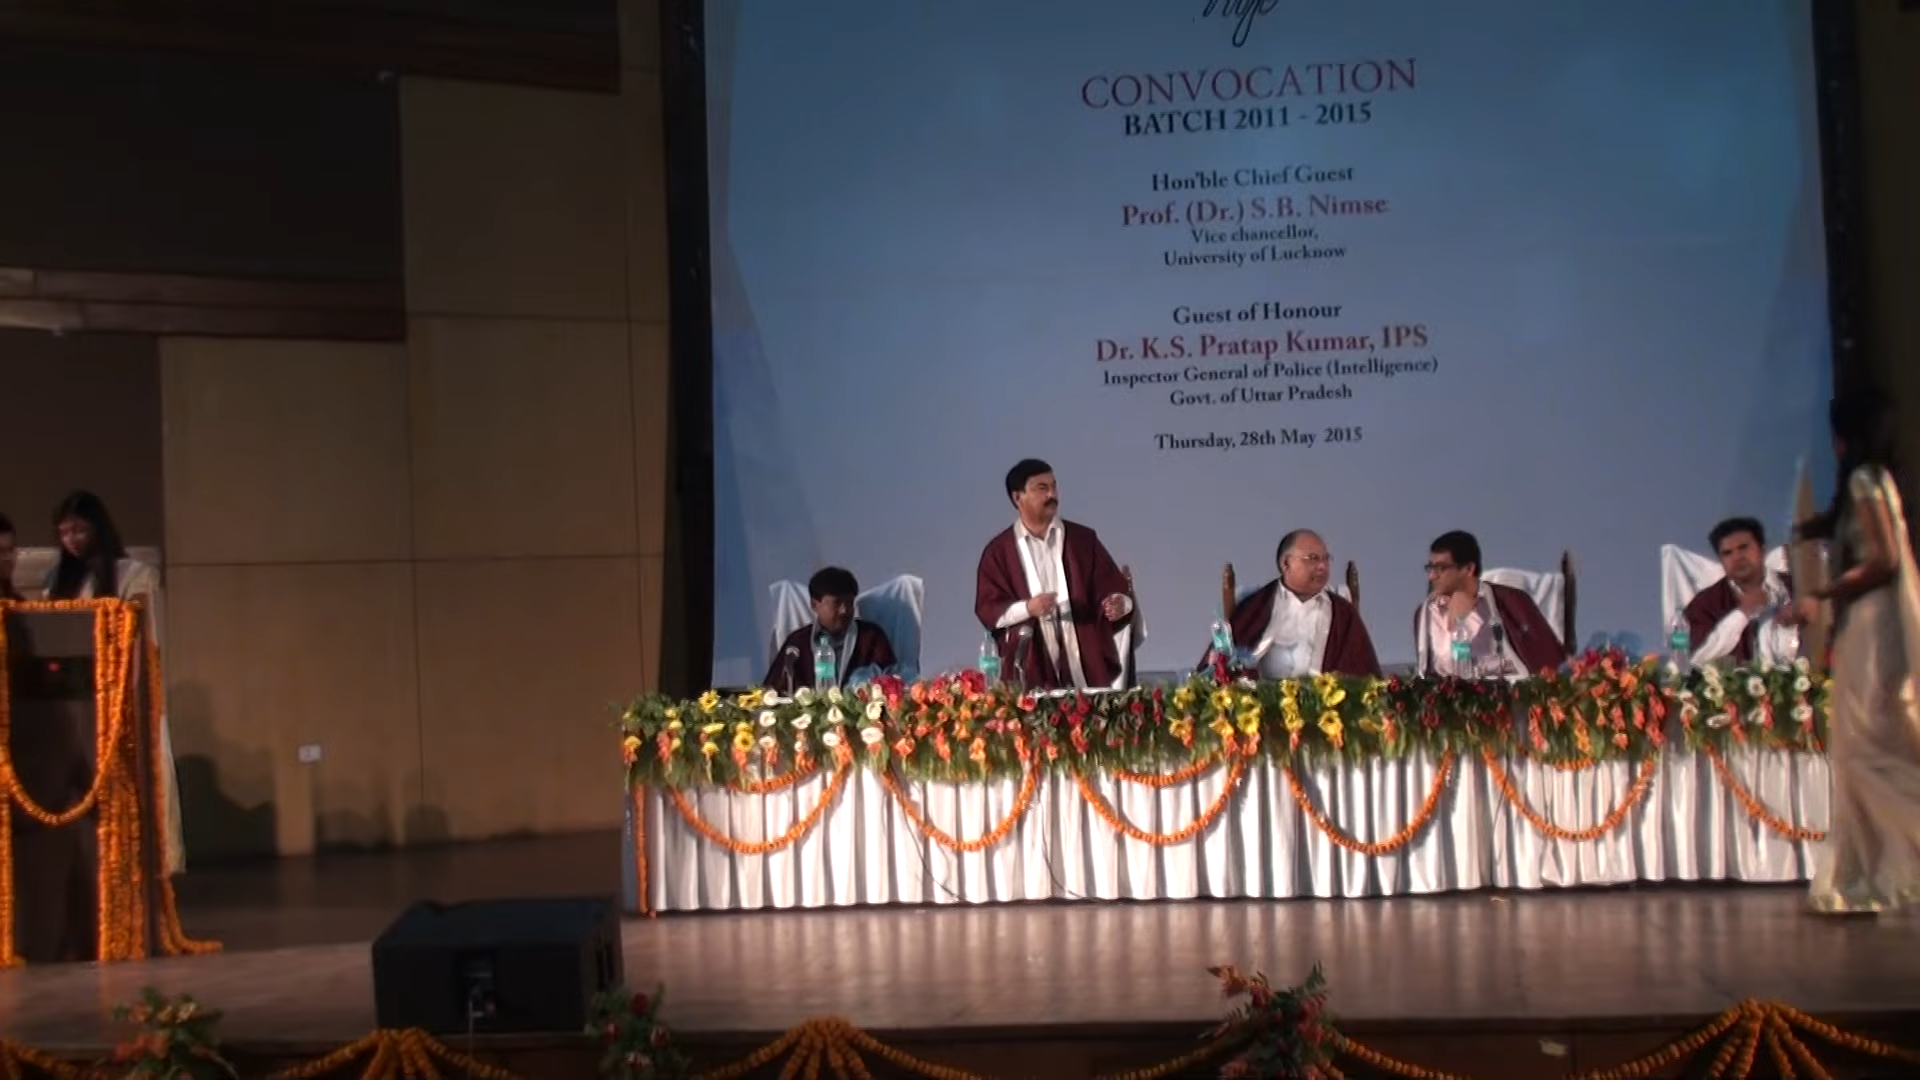 CONVOCATION
BATCH 2011 - 2015
Hon'ble Chief Guest
Prof. (Dr.) S.B. Nimse
Vice chancellor,
University of Lucknow
Guest of Honour
Dr. K.S. Pratap Kumar, IPS
Inspector General of Police (Intelligence)
Govt. of Uttar Pradesh
Thursday, 28th May 2015